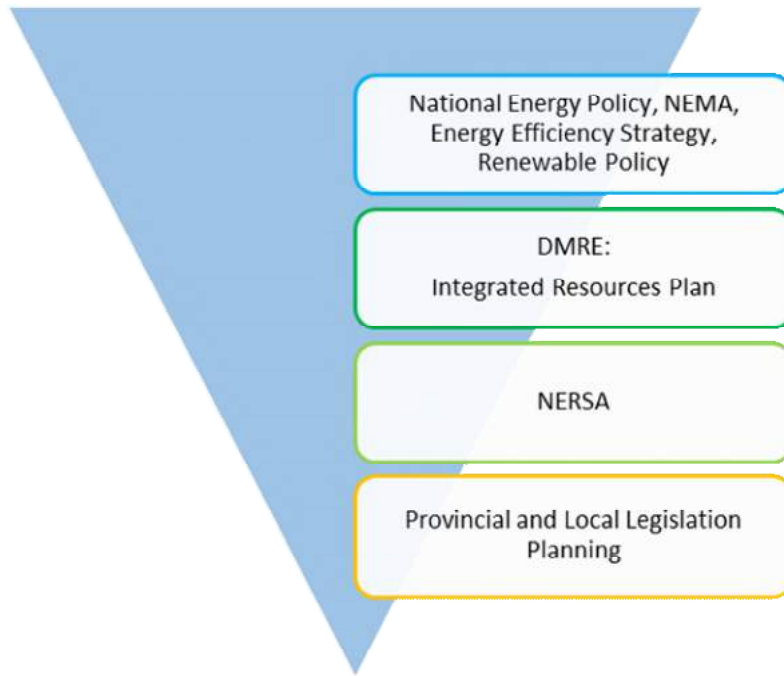 National Energy Policy, NEMA,
Energy Efficiency Strategy,
Renewable Policy
DMRE:
Integrated Resources Plan
NERSA
Provincial and Local Legislation
Planning